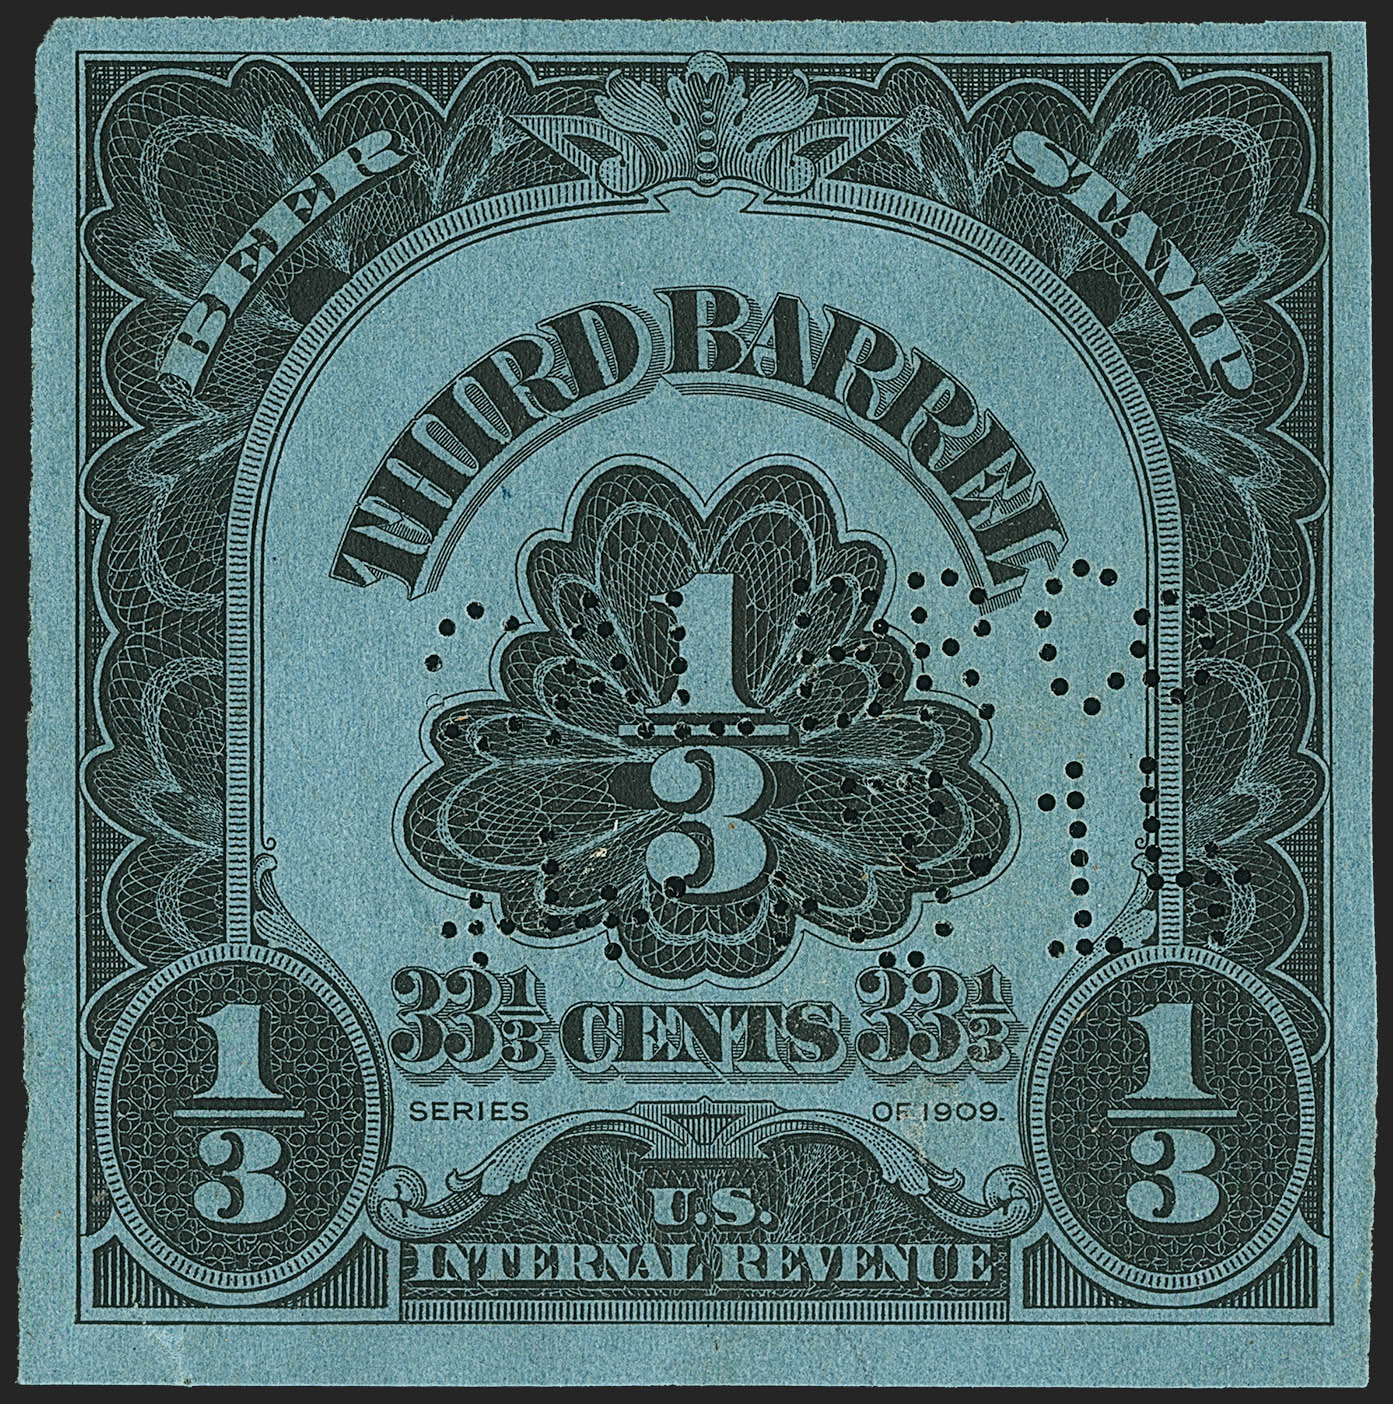 BEER STAMP
THIRD BARREL
1/3
33 1/3 CENTS 33 1/3
1/3 1/3
SERIES OF 1909.
U.S.
INTERNAL REVENUE